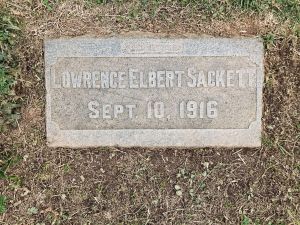 LOWRENCE ELBERT SACKETT
SEPT 10, 1916